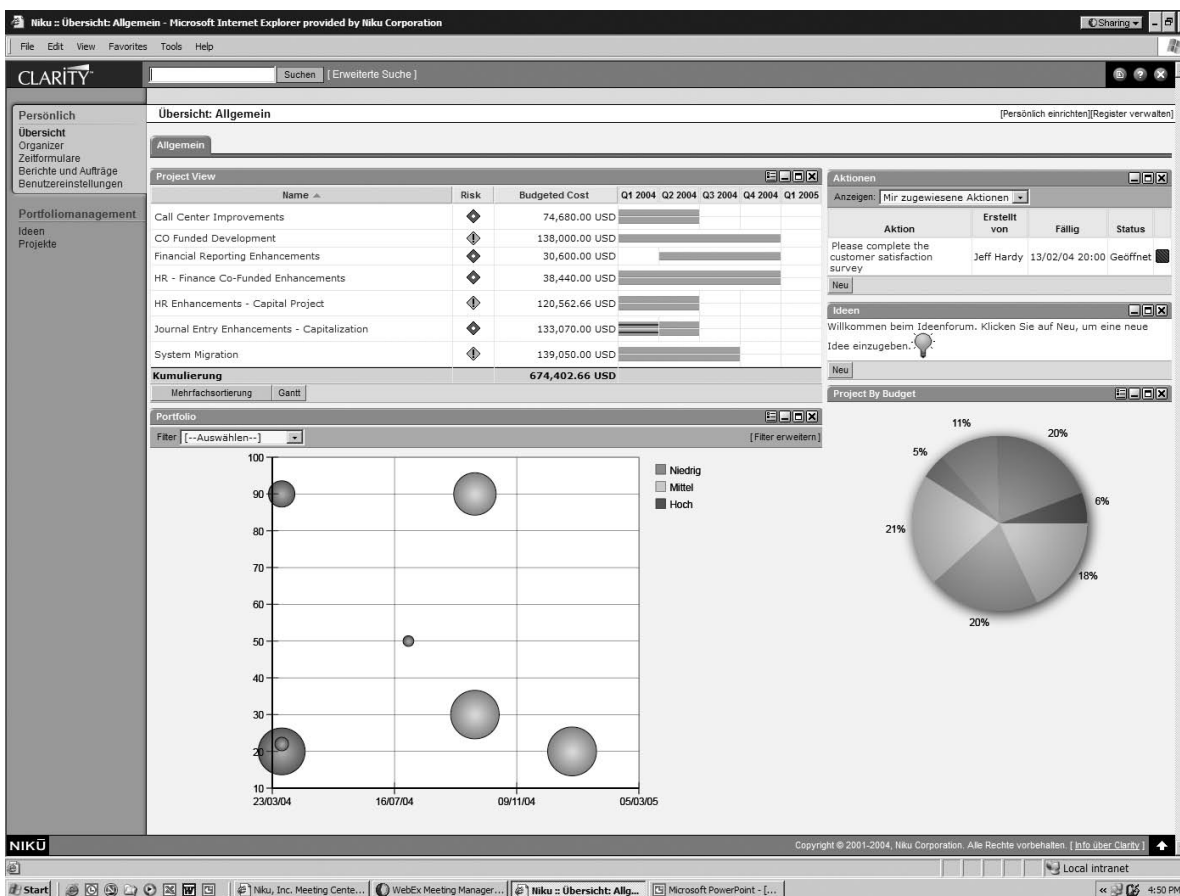 Niku :: Übersicht: Allgemein - Microsoft Internet Explorer provided by Niku Corporation
Sharing
File Edit View Favorites Tools Help
CLARITY
Suchen [ Erweiterte Suche ]
Persönlich
Übersicht
Organizer
Zeitformulare
Berichte und Aufträge
Benutzereinstellungen
Portfoliomanagement
Ideen
Projekte
Übersicht: Allgemein
[Persönlich einrichten][Register verwalten]
Allgemein
Project View
Name Risk Budgeted Cost Q1 2004 Q2 2004 Q3 2004 Q4 2004 Q1 2005
Call Center Improvements 74,680.00 USD
CO Funded Development 138,000.00 USD
Financial Reporting Enhancements 30,600.00 USD
HR - Finance Co-Funded Enhancements 38,440.00 USD
HR Enhancements - Capital Project 120,562.66 USD
Journal Entry Enhancements - Capitalization 133,070.00 USD
System Migration 139,050.00 USD
Kumulierung 674,402.66 USD
Mehrfachsortierung Gantt
Portfolio
Filter [--Auswählen--] [Filter erweitern]
100
90
80
70
60
50
40
30
20
10
23/03/04 16/07/04 09/11/04 05/03/05
Niedrig
Mittel
Hoch
Aktionen
Anzeigen: Mir zugewiesene Aktionen
Aktion Erstellt von Fällig Status
Please complete the
customer satisfaction
survey
Jeff Hardy 13/02/04 20:00 Geöffnet
Neu
Ideen
Willkommen beim Ideenforum. Klicken Sie auf Neu, um eine neue
Idee einzugeben.
Neu
Project By Budget
11%
20%
5%
6%
21%
18%
20%
NIKU
Copyright © 2001-2004, Niku Corporation. Alle Rechte vorbehalten. [ Info über Clarity ]
Local intranet
Start Niku, Inc. Meeting Cente... WebEx Meeting Manager... Niku :: Übersicht: Allg... Microsoft PowerPoint - [... 4:50 PM